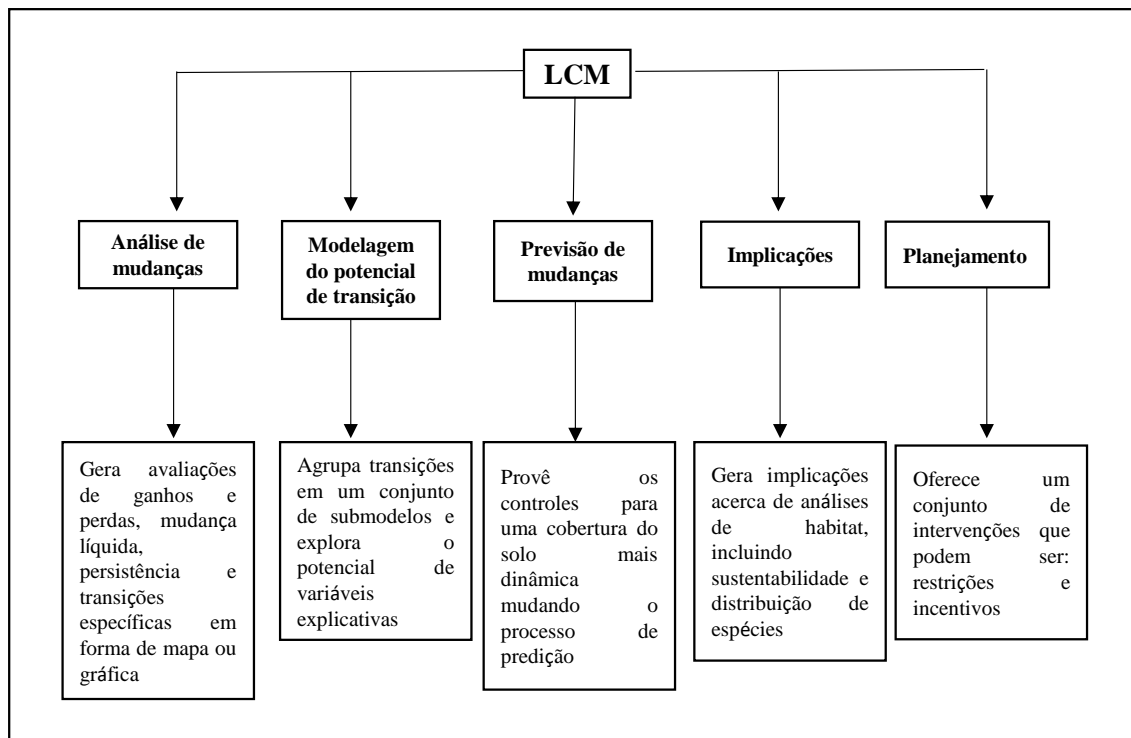 LCM
Análise de
mudanças
Modelagem
do potencial
de transição
Previsão de
mudanças
Implicações
Planejamento
Gera avaliações
de ganhos e
perdas, mudança
líquida,
persistência e
transições
específicas em
forma de mapa ou
gráfica
Agrupa transições
em um conjunto
de submodelos e
explora o
potencial de
variáveis
explicativas
Provê os
controles para
uma cobertura do
solo mais
dinâmica
mudando o
processo de
predição
Gera implicações
acerca de análises
de habitat,
incluindo
sustentabilidade e
distribuição de
espécies
Oferece um
conjunto de
intervenções que
podem ser:
restrições e
incentivos